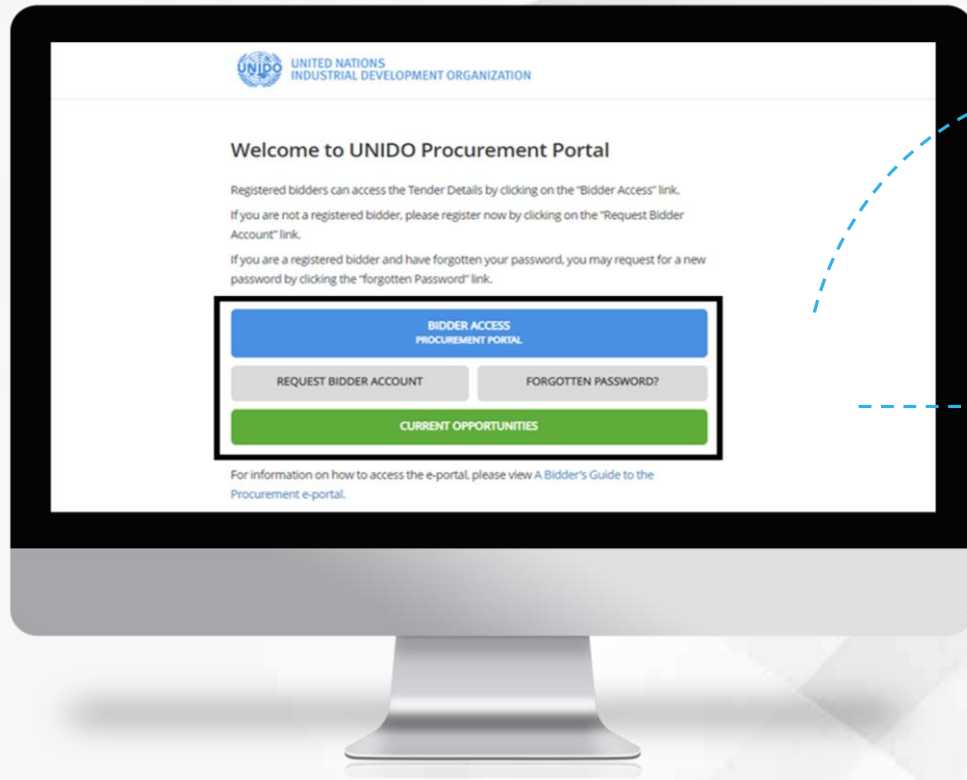 UNIDO
UNITED NATIONS
INDUSTRIAL DEVELOPMENT ORGANIZATION
Welcome to UNIDO Procurement Portal
Registered bidders can access the Tender Details by clicking on the "Bidder Access" link.
If you are not a registered bidder, please register now by clicking on the "Request Bidder
Account" link.
If you are a registered bidder and have forgotten your password, you may request for a new
password by clicking the "forgotten Password" link.
BIDDER ACCESS
PROCUREMENT PORTAL
REQUEST BIDDER ACCOUNT
FORGOTTEN PASSWORD?
CURRENT OPPORTUNITIES
For information on how to access the e-portal, please view A Bidder's Guide to the
Procurement e-portal.